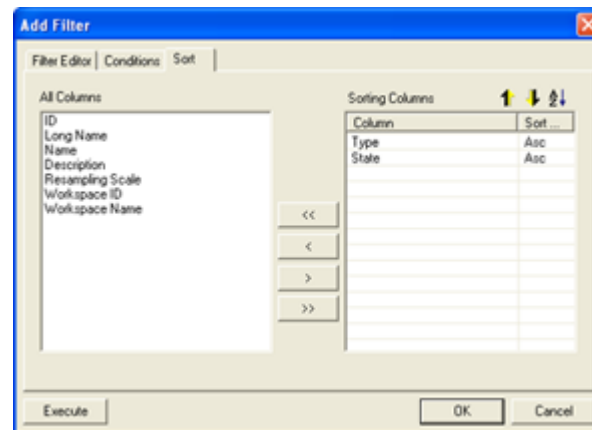 Add Filter
Filter Editor Conditions Sort
All Columns
ID
Long Name
Name
Description
Resampling Scale
Workspace ID
Workspace Name
<<
<
>
>>
Sorting Columns
Column Sort ...
Type Asc
State Asc
Execute OK Cancel